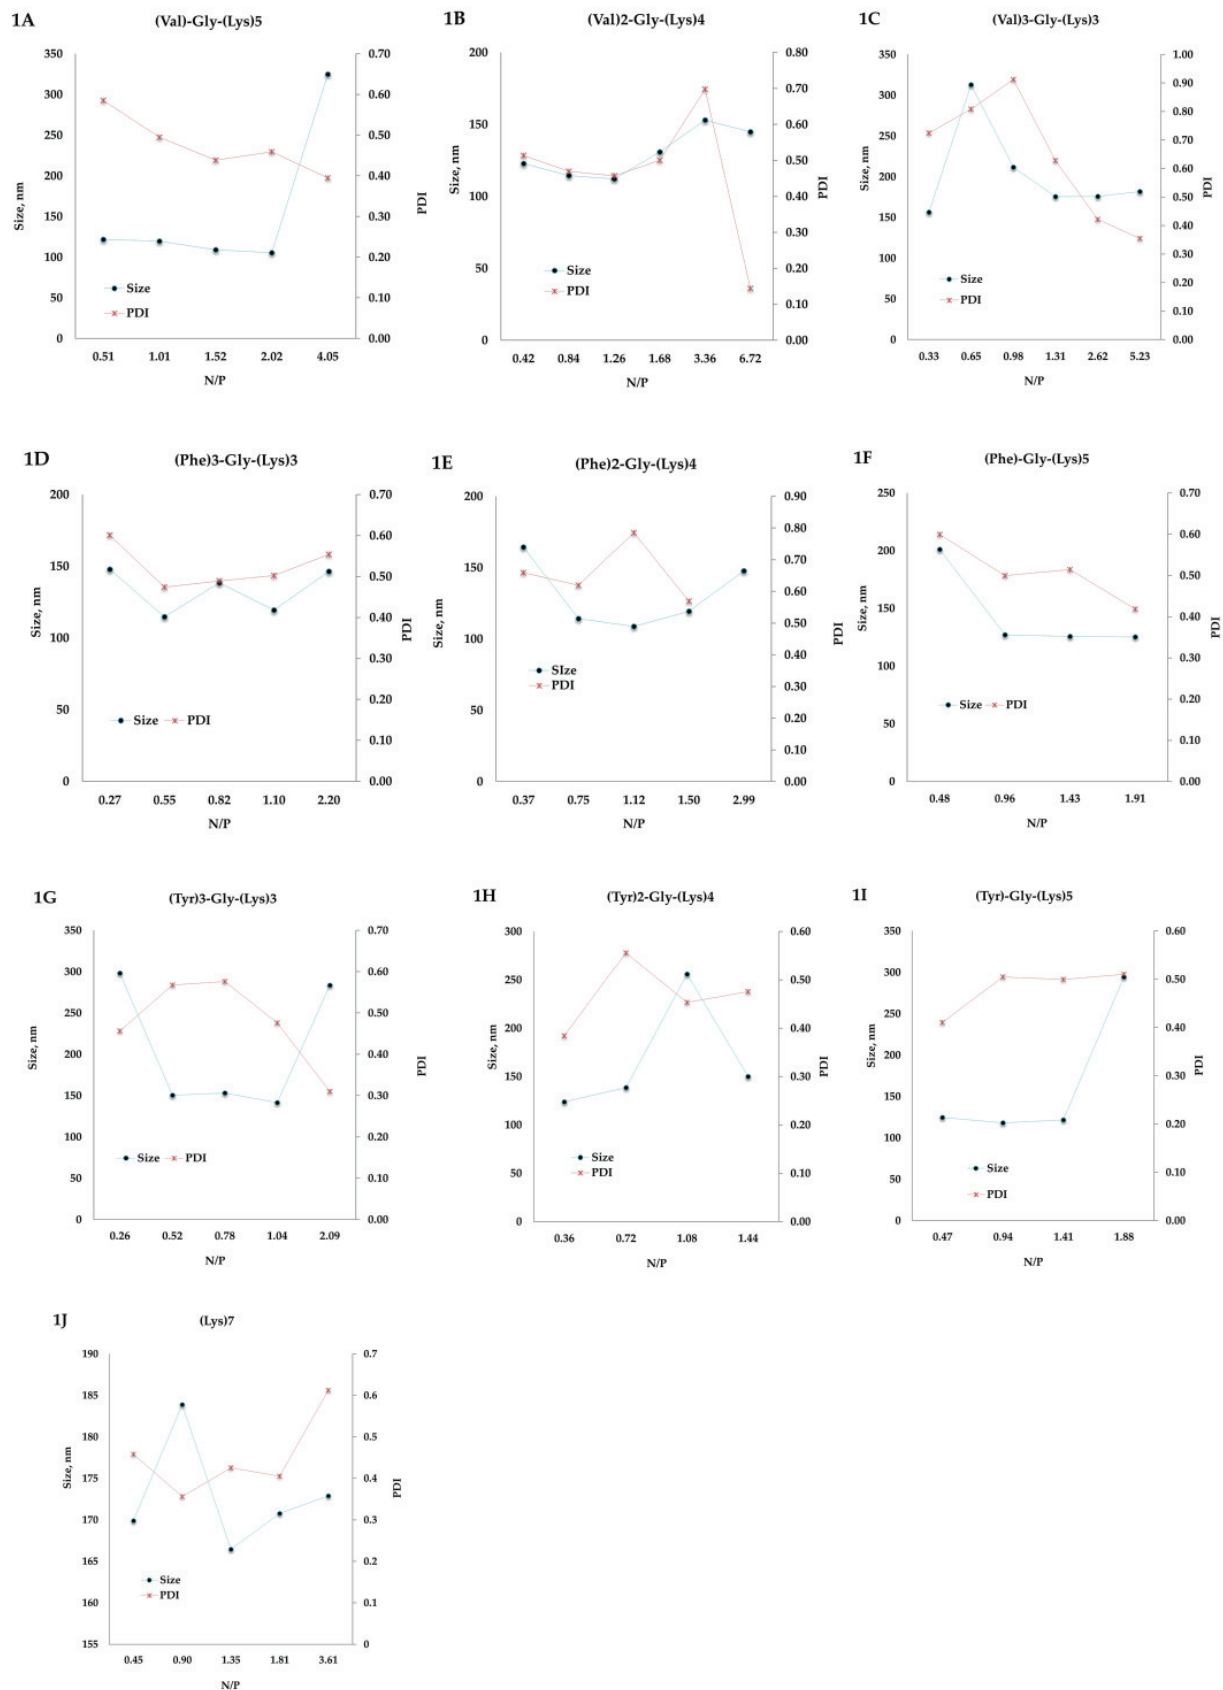 1A
(Val)-Gly-(Lys)5
350
300
250
200
150
100
50
0
Size, nm
0.70
0.60
0.50
0.40
0.30
0.20
0.10
0.00
PDI
Size
PDI
0.51 1.01 1.52 2.02 4.05
N/P
1B
(Val)2-Gly-(Lys)4
200
150
100
50
0
Size, nm
0.80
0.70
0.60
0.50
0.40
0.30
0.20
0.10
0.00
PDI
Size
PDI
0.42 0.84 1.26 1.68 3.36 6.72
N/P
1C
(Val)3-Gly-(Lys)3
350
300
250
200
150
100
50
0
Size, nm
1.00
0.90
0.80
0.70
0.60
0.50
0.40
0.30
0.20
0.10
0.00
PDI
Size
PDI
0.33 0.65 0.98 1.31 2.62 5.23
N/P
1D
(Phe)3-Gly-(Lys)3
200
150
100
50
0
Size, nm
0.70
0.60
0.50
0.40
0.30
0.20
0.10
0.00
PDI
Size PDI
0.27 0.55 0.82 1.10 2.20
N/P
1E
(Phe)2-Gly-(Lys)4
200
150
100
50
0
Size, nm
0.90
0.80
0.70
0.60
0.50
0.40
0.30
0.20
0.10
0.00
PDI
SIze
PDI
0.37 0.75 1.12 1.50 2.99
N/P
1F
(Phe)-Gly-(Lys)5
250
200
150
100
50
0
Size, nm
0.70
0.60
0.50
0.40
0.30
0.20
0.10
0.00
PDI
Size PDI
0.48 0.96 1.43 1.91
N/P
1G
(Tyr)3-Gly-(Lys)3
350
300
250
200
150
100
50
0
Size, nm
0.70
0.60
0.50
0.40
0.30
0.20
0.10
0.00
PDI
Size PDI
0.26 0.52 0.78 1.04 2.09
N/P
1H
(Tyr)2-Gly-(Lys)4
300
250
200
150
100
50
0
Size, nm
0.60
0.50
0.40
0.30
0.20
0.10
0.00
PDI
Size
PDI
0.36 0.72 1.08 1.44
N/P
1I
(Tyr)-Gly-(Lys)5
350
300
250
200
150
100
50
0
Size, nm
0.60
0.50
0.40
0.30
0.20
0.10
0.00
PDI
Size
PDI
0.47 0.94 1.41 1.88
N/P
1J
(Lys)7
190
185
180
175
170
165
160
155
Size, nm
0.7
0.6
0.5
0.4
0.3
0.2
0.1
0
PDI
Size
PDI
0.45 0.90 1.35 1.81 3.61
N/P